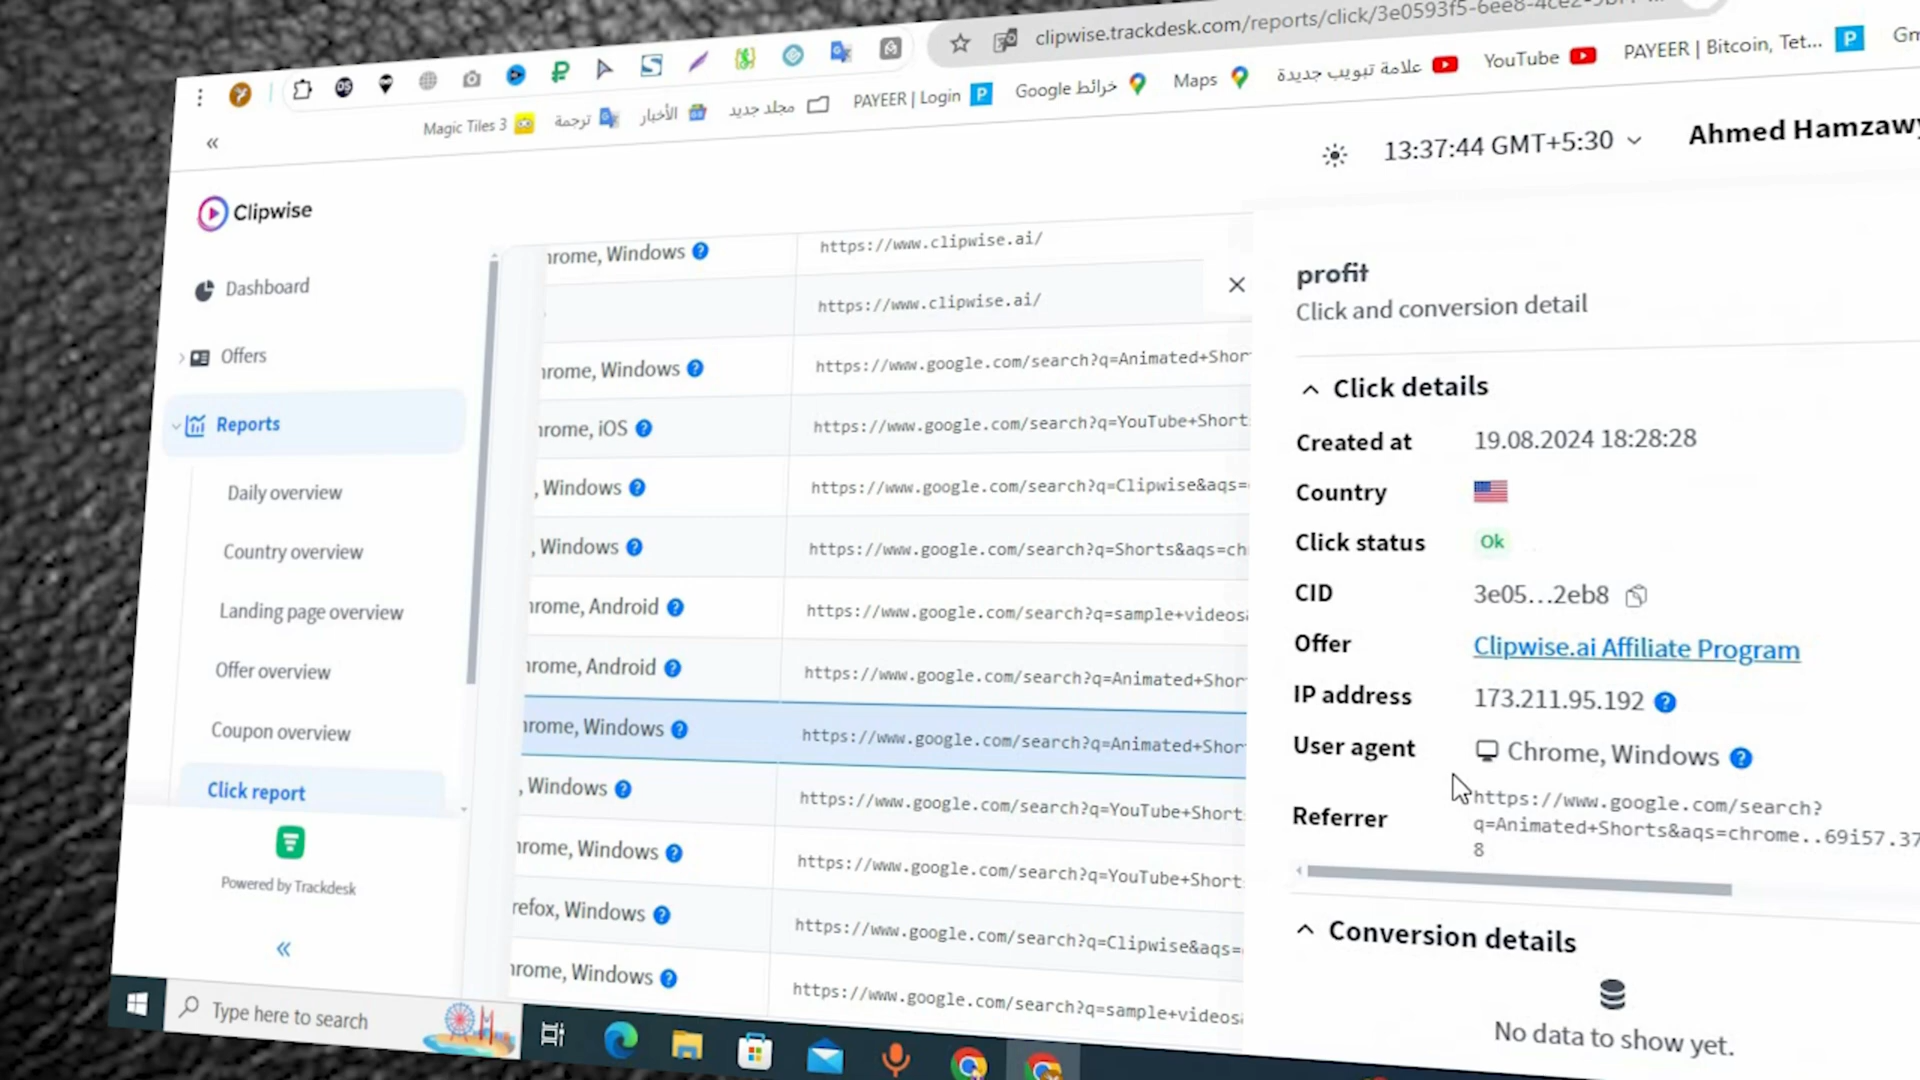 clipwise.trackdesk.com/reports/click/3e0593f5-6ee8-4ce2-
Magic Tiles 3
ترجمة
الأخبار
مجلد جديد
PAYEER | Login
خرائط Google
Maps
علامة تبويب جديدة
YouTube
PAYEER | Bitcoin, Tet...
«
13:37:44 GMT+5:30
Ahmed Hamzawy
Clipwise
Dashboard
Offers
Reports
Daily overview
Country overview
Landing page overview
Offer overview
Coupon overview
Click report
Powered by Trackdesk
«
hrome, Windows
https://www.clipwise.ai/
https://www.clipwise.ai/
hrome, Windows
https://www.google.com/search?q=Animated+Shor
hrome, iOS
https://www.google.com/search?q=YouTube+Short
, Windows
https://www.google.com/search?q=Clipwise&aqs=
, Windows
https://www.google.com/search?q=Shorts&aqs=ch
hrome, Android
https://www.google.com/search?q=sample+videos
hrome, Android
https://www.google.com/search?q=Animated+Shor
hrome, Windows
https://www.google.com/search?q=Animated+Shor
, Windows
https://www.google.com/search?q=YouTube+Short
hrome, Windows
https://www.google.com/search?q=YouTube+Short
refox, Windows
https://www.google.com/search?q=Clipwise&aqs=
hrome, Windows
https://www.google.com/search?q=sample+videos
profit
Click and conversion detail
Click details
Created at 19.08.2024 18:28:28
Country
Click status Ok
CID 3e05...2eb8
Offer Clipwise.ai Affiliate Program
IP address 173.211.95.192
User agent Chrome, Windows
Referrer
https://www.google.com/search?
q=Animated+Shorts&aqs=chrome..69i57.37
8
Conversion details
No data to show yet.
Type here to search